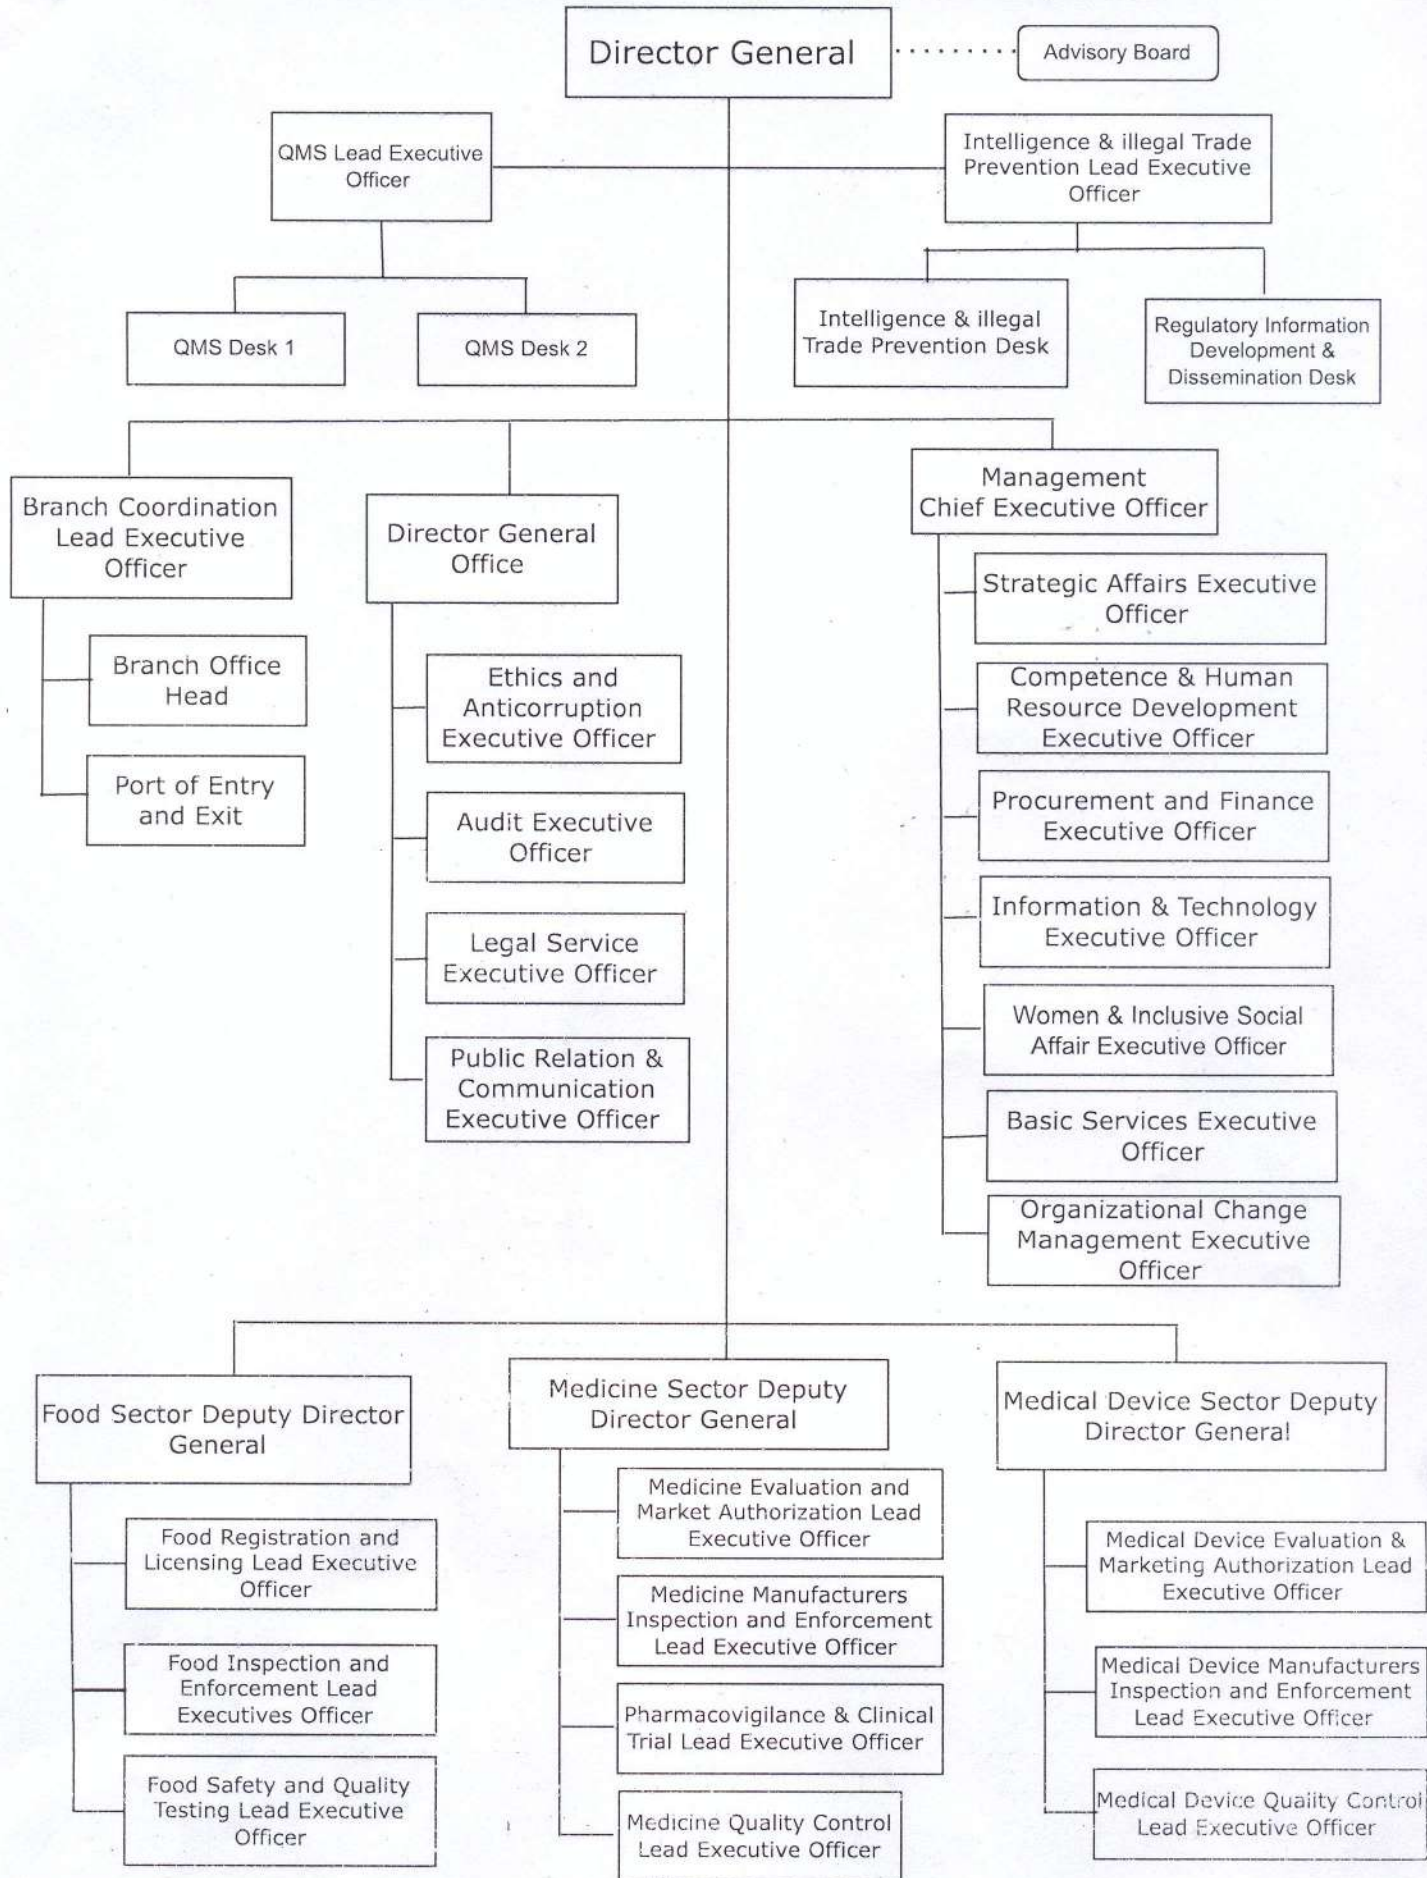 Director General
Advisory Board
QMS Lead Executive
Officer
Intelligence & illegal Trade
Prevention Lead Executive
Officer
QMS Desk 1
QMS Desk 2
Intelligence & illegal
Trade Prevention Desk
Regulatory Information
Development &
Dissemination Desk
Branch Coordination
Lead Executive
Officer
Branch Office
Head
Port of Entry
and Exit
Director General
Office
Ethics and
Anticorruption
Executive Officer
Audit Executive
Officer
Legal Service
Executive Officer
Public Relation &
Communication
Executive Officer
Management
Chief Executive Officer
Strategic Affairs Executive
Officer
Competence & Human
Resource Development
Executive Officer
Procurement and Finance
Executive Officer
Information & Technology
Executive Officer
Women & Inclusive Social
Affair Executive Officer
Basic Services Executive
Officer
Organizational Change
Management Executive
Officer
Food Sector Deputy Director
General
Food Registration and
Licensing Lead Executive
Officer
Food Inspection and
Enforcement Lead
Executives Officer
Food Safety and Quality
Testing Lead Executive
Officer
Medicine Sector Deputy
Director General
Medicine Evaluation and
Market Authorization Lead
Executive Officer
Medicine Manufacturers
Inspection and Enforcement
Lead Executive Officer
Pharmacovigilance & Clinical
Trial Lead Executive Officer
Medicine Quality Control
Lead Executive Officer
Medical Device Sector Deputy
Director General
Medical Device Evaluation &
Marketing Authorization Lead
Executive Officer
Medical Device Manufacturers
Inspection and Enforcement
Lead Executive Officer
Medical Device Quality Control
Lead Executive Officer